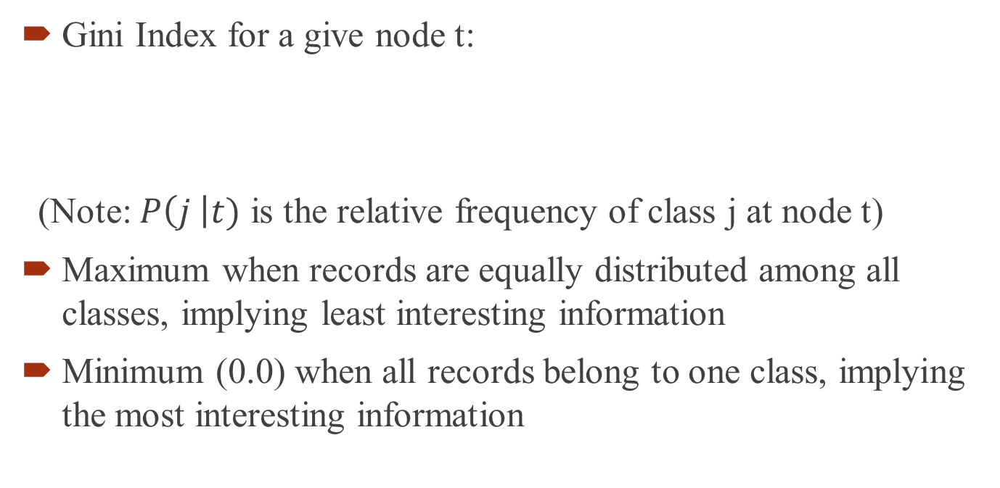 Gini Index for a give node t:
(Note: P(j |t) is the relative frequency of class j at node t)
Maximum when records are equally distributed among all
classes, implying least interesting information
Minimum (0.0) when all records belong to one class, implying
the most interesting information